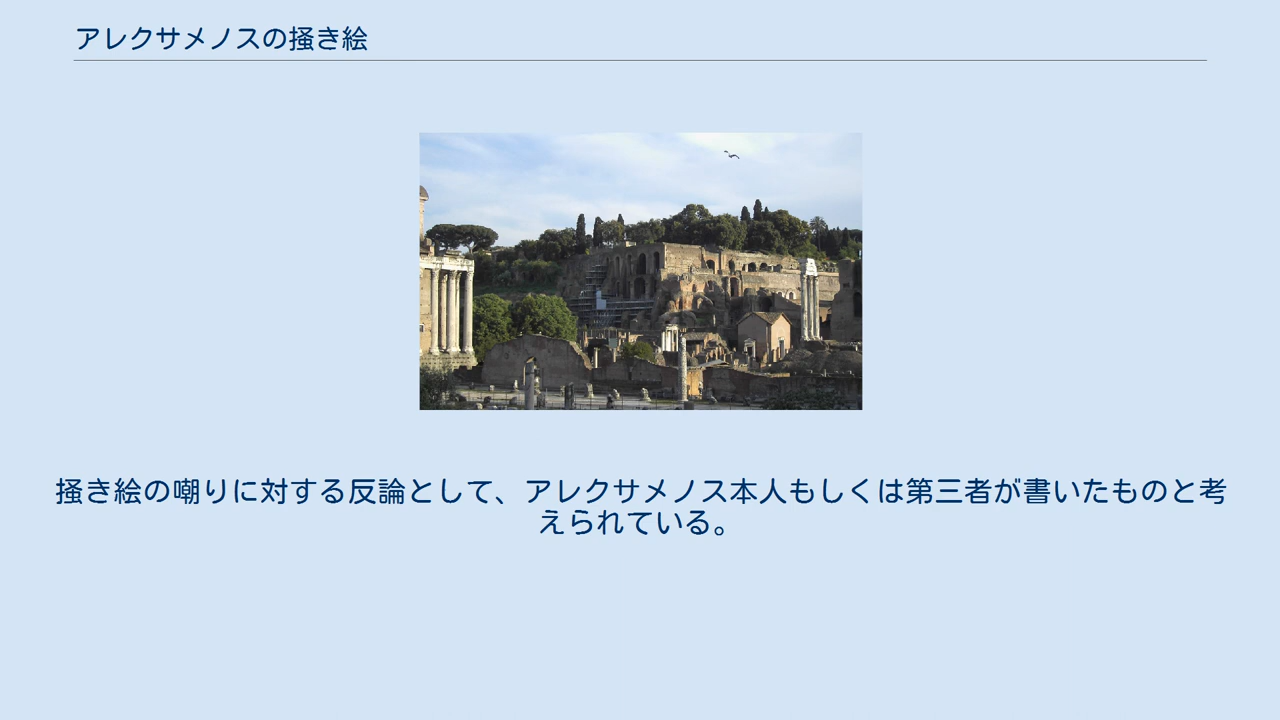 アレクサメノスの掻き絵
掻き絵の嘲りに対する反論として、アレクサメノス本人もしくは第三者が書いたものと考
えられている。